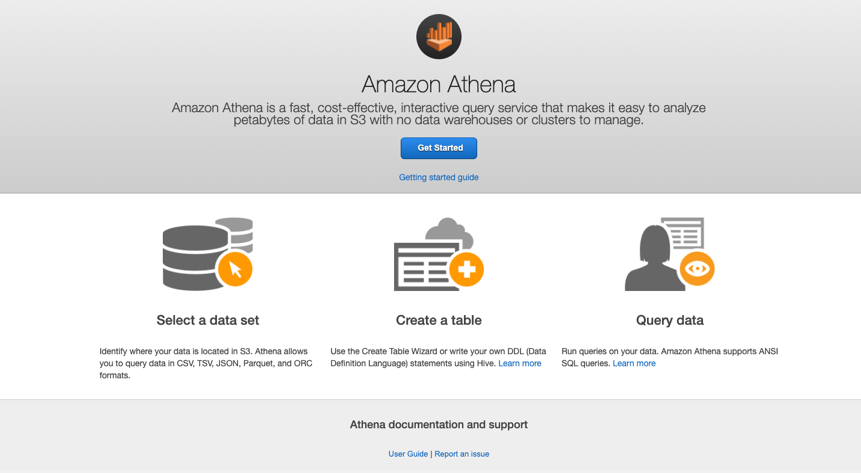 Amazon Athena
Amazon Athena is a fast, cost-effective, interactive query service that makes it easy to analyze
petabytes of data in S3 with no data warehouses or clusters to manage.
Get Started
Getting started guide
Select a data set
Identify where your data is located in S3. Athena allows
you to query data in CSV, TSV, JSON, Parquet, and ORC
formats.
Create a table
Use the Create Table Wizard or write your own DDL (Data
Definition Language) statements using Hive. Learn more
Query data
Run queries on your data. Amazon Athena supports ANSI
SQL queries. Learn more
Athena documentation and support
User Guide | Report an issue